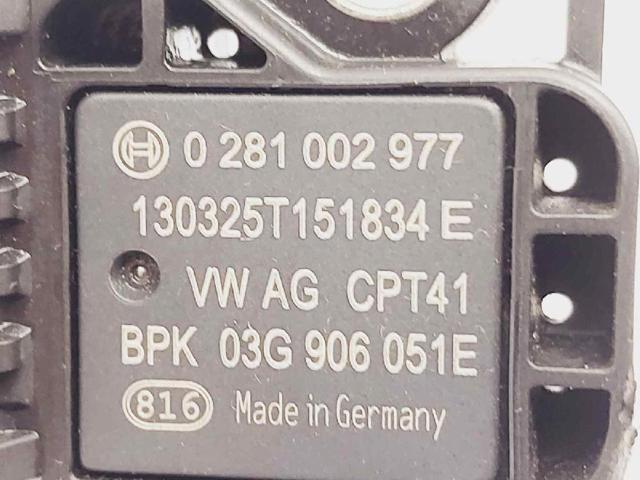 0 281 002 977
130325T151834 E
VW AG CPT41
BPK 03G 906 051E
816 Made in Germany